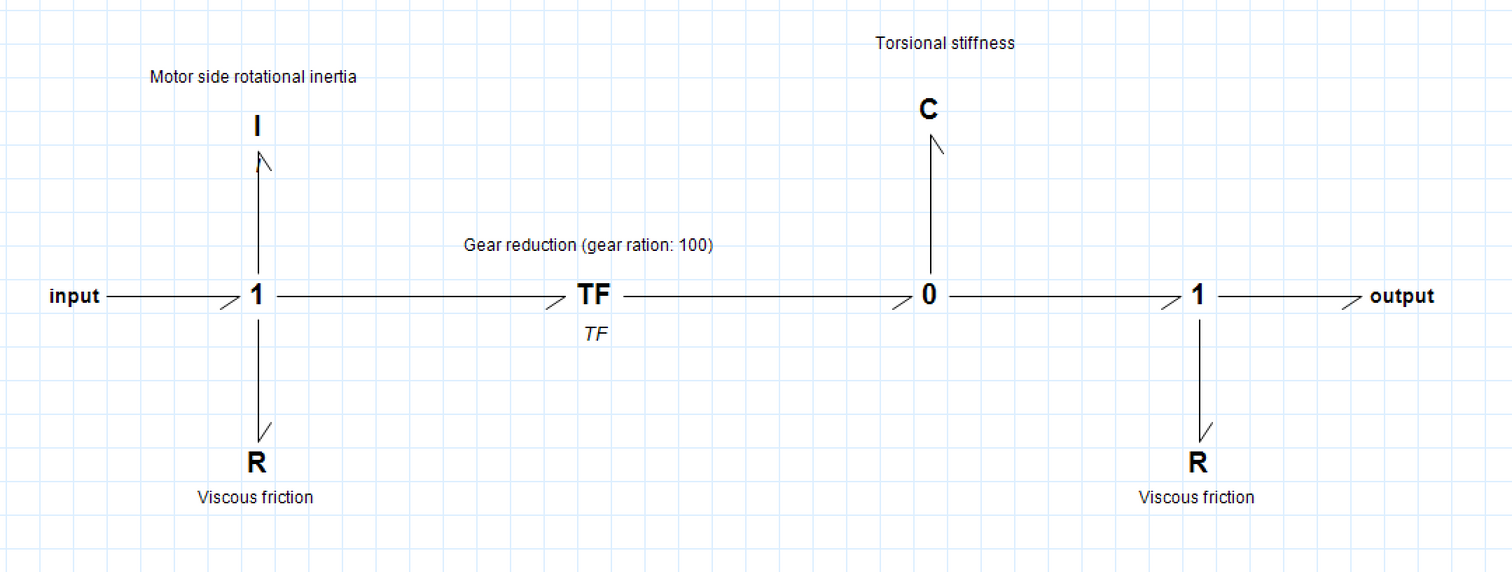 Torsional stiffness
Motor side rotational inertia
C
I
Gear reduction (gear ration: 100)
input 1 TF 0 1 output
TF
R R
Viscous friction Viscous friction